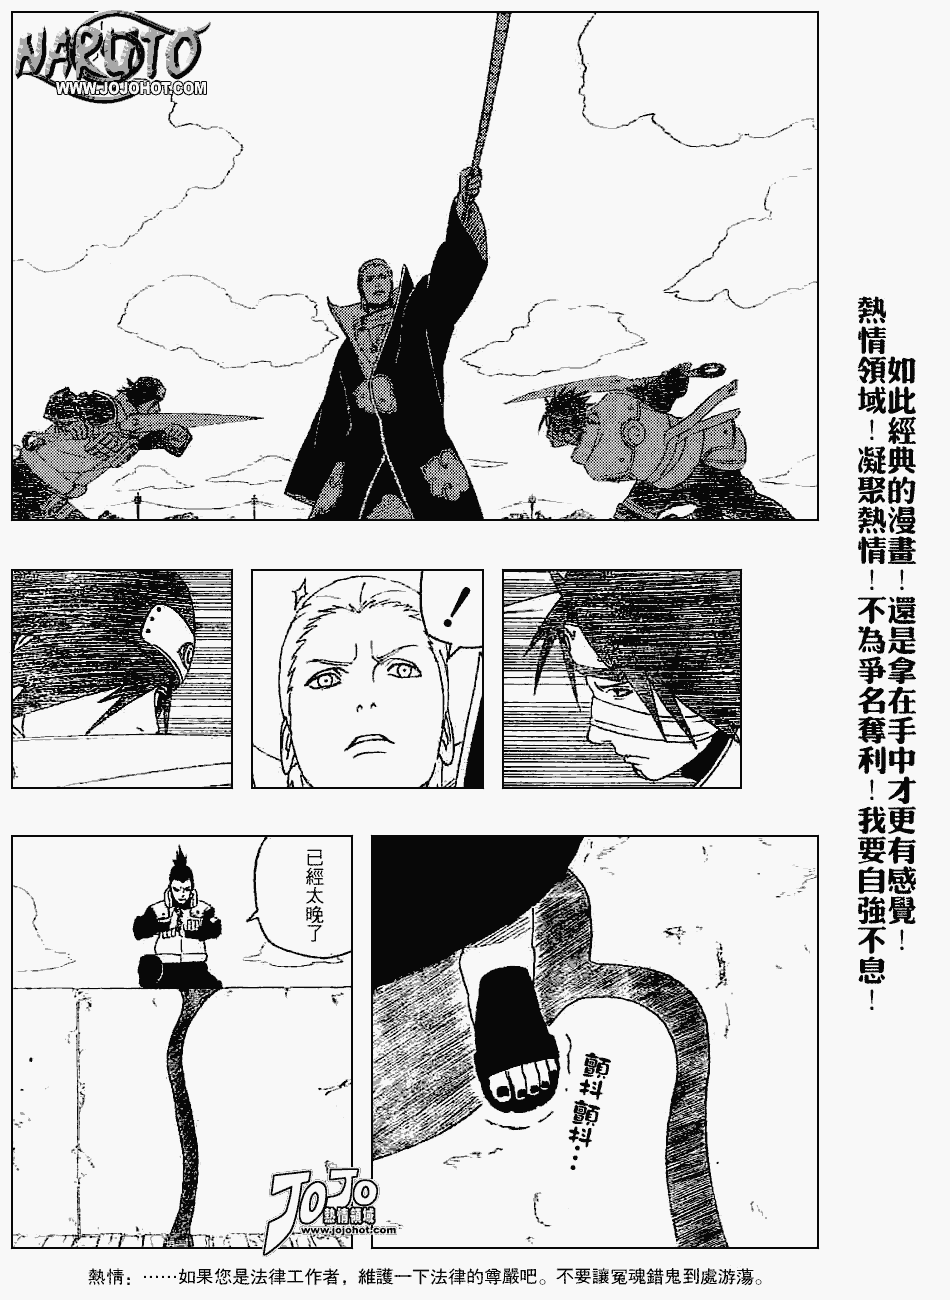 NARUTO
WWW.JOJOHOT.COM
如此經典的漫畫！還是拿在手中才更有感覺！
熱情領域！凝聚熱情！不為爭名奪利！我要自強不息！
！
已經太晚了
顫抖顫抖…
JOJO
熱情領域
www.jojohot.com
熱情：……如果您是法律工作者，維護一下法律的尊嚴吧。不要讓冤魂錯鬼到處游蕩。